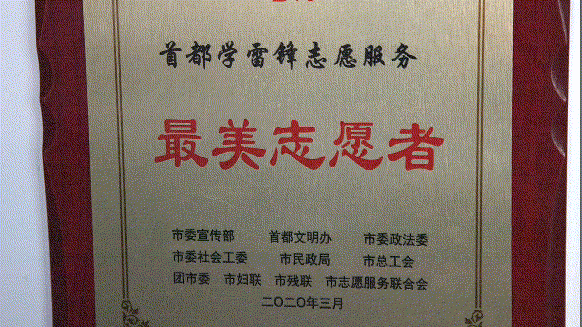 首都学雷锋志愿服务
最美志愿者
市委宣传部 首都文明办 市委政法委
市委社会工委 市民政局 市总工会
团市委 市妇联 市残联 市志愿服务联合会
二〇二〇年三月